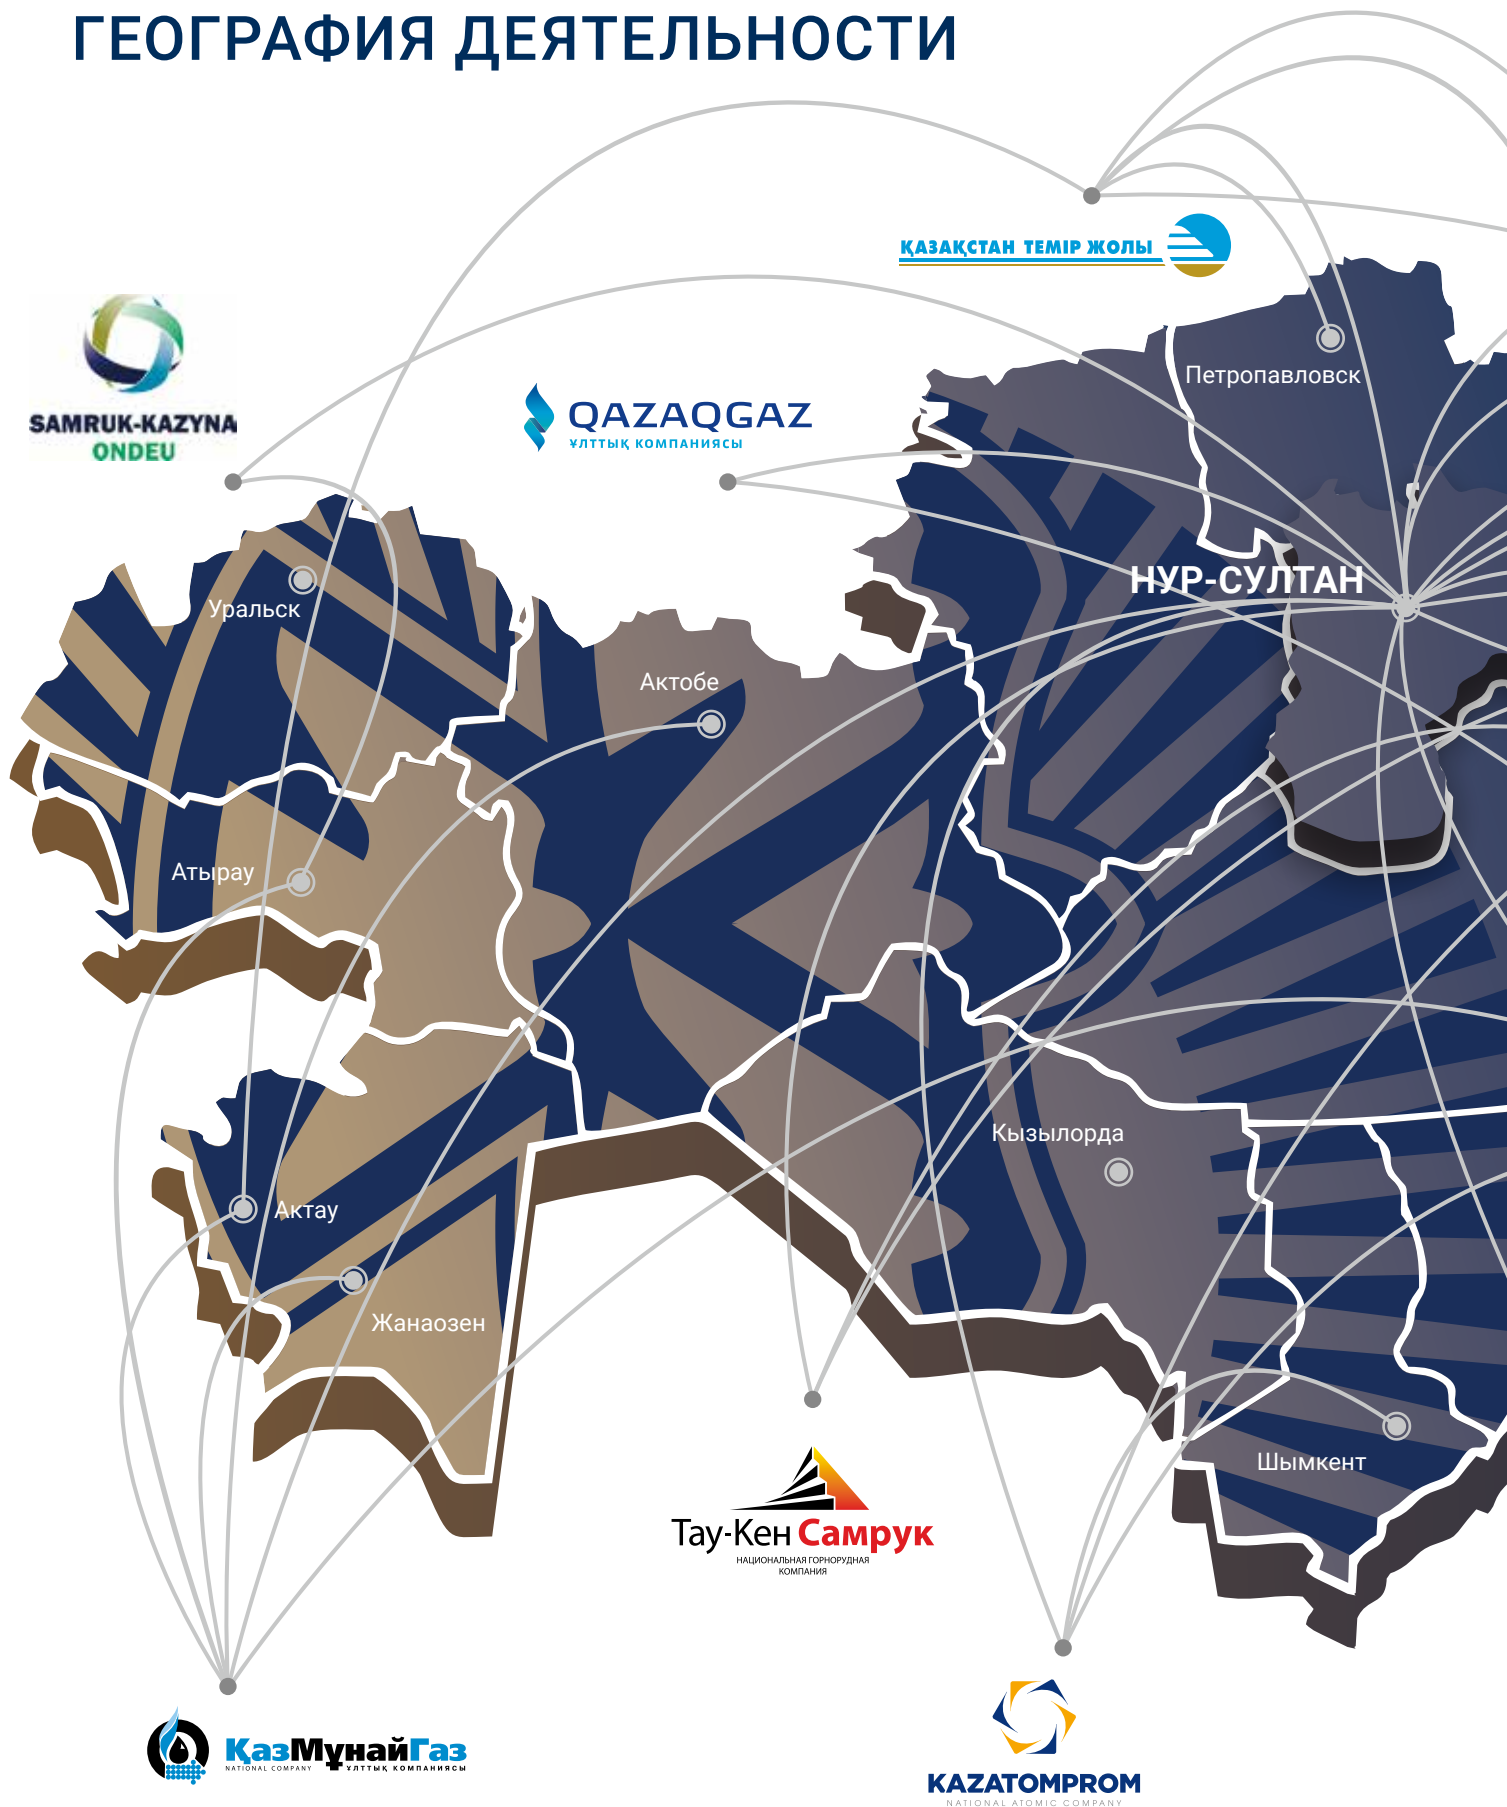 ГЕОГРАФИЯ ДЕЯТЕЛЬНОСТИ
ҚАЗАҚСТАН ТЕМІР ЖОЛЫ
Петропавловск
SAMRUK-KAZYNA
ONDEU
QAZAQGAZ
ҰЛТТЫҚ КОМПАНИЯСЫ
НУР-СУЛТАН
Уральск
Актобе
Атырау
Кызылорда
Актау
Жанаозен
Шымкент
Тау-Кен Самрук
НАЦИОНАЛЬНАЯ ГОРНОРУДНАЯ
КОМПАНИЯ
ҚазМұнайГаз
NATIONAL COMPANY ҰЛТТЫҚ КОМПАНИЯСЫ
KAZATOMPROM
NATIONAL ATOMIC COMPANY